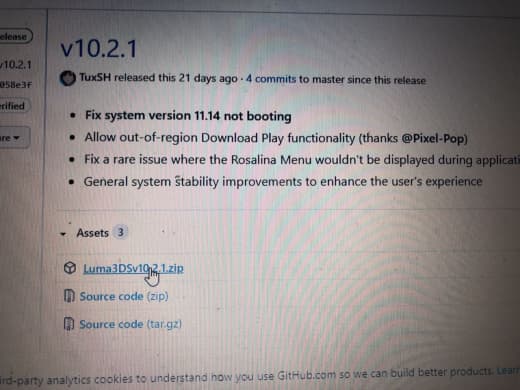 elease
v10.2.1
v10.2.1
TuxSH released this 21 days ago · 4 commits to master since this release
058e3f
erified
re
Fix system version 11.14 not booting
Allow out-of-region Download Play functionality (thanks @Pixel-Pop)
Fix a rare issue where the Rosalina Menu wouldn't be displayed during applicati
General system stability improvements to enhance the user's experience
Assets 3
Luma3DSv10.2.1.zip
Source code (zip)
Source code (tar.gz)
ird-party analytics cookies to understand how you use GitHub.com so we can build better products. Learn